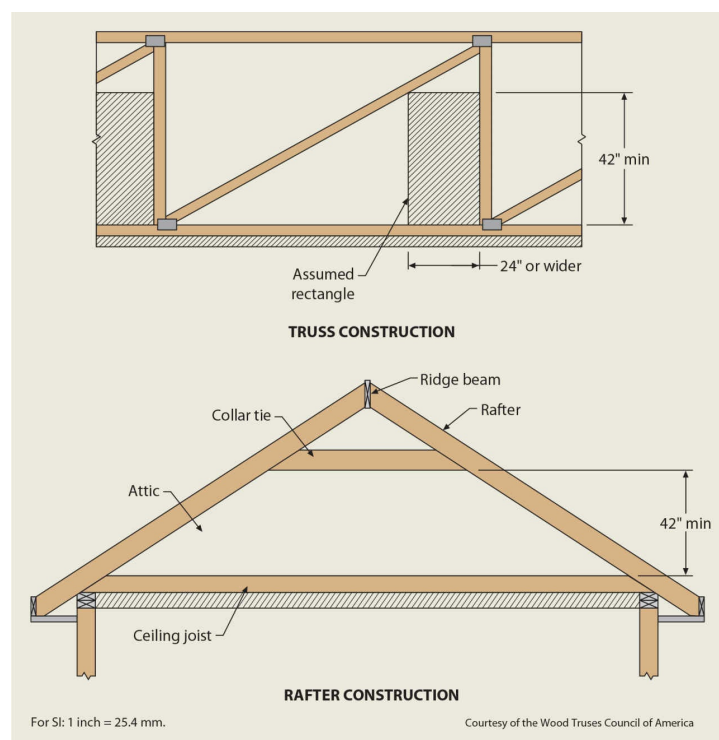 42" min
24" or wider
Assumed
rectangle
TRUSS CONSTRUCTION
Ridge beam
Rafter
Collar tie
Attic
42" min
Ceiling joist
RAFTER CONSTRUCTION
For SI: 1 inch = 25.4 mm.
Courtesy of the Wood Truses Council of America